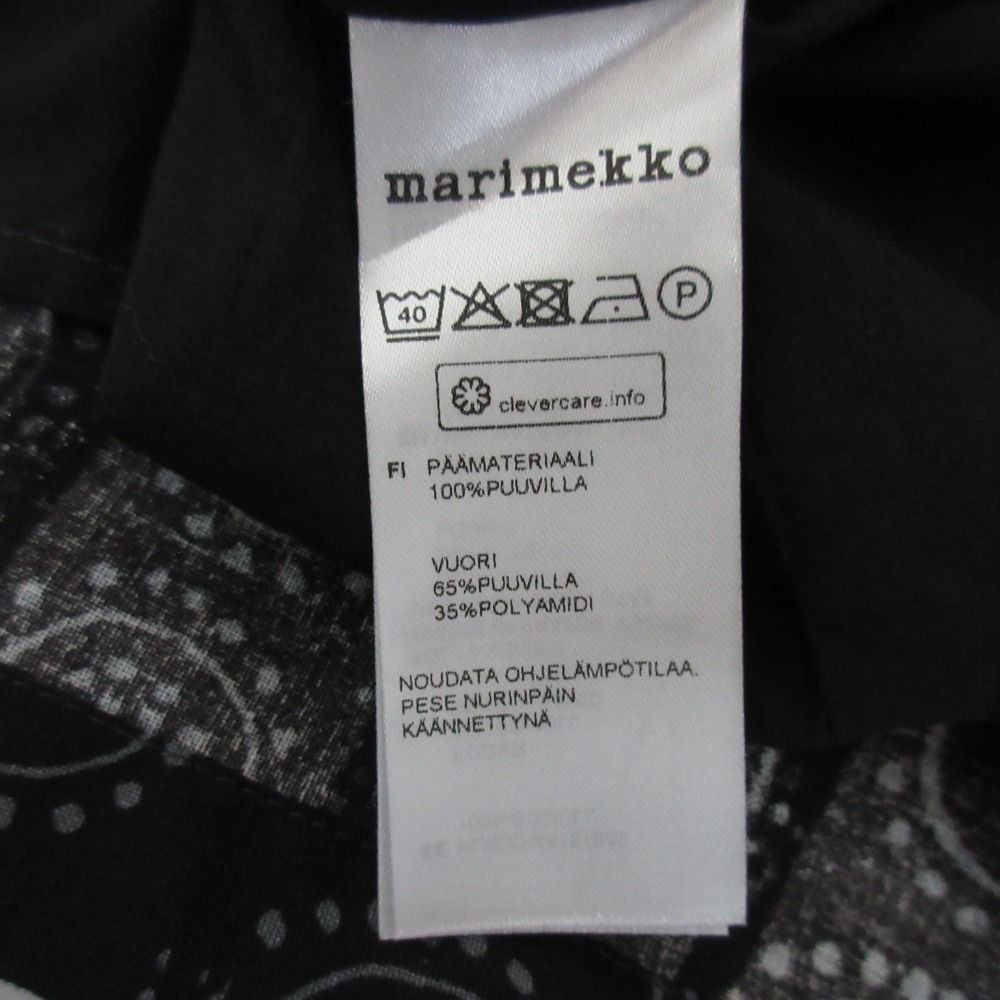 marimekko
40 P
clevercare.info
FI PÄÄMATERIAALI
100%PUUVILLA
VUORI
65%PUUVILLA
35%POLYAMIDI
NOUDATA OHJELÄMPÖTILAA.
PESE NURINPÄIN
KÄÄNNETTYNÄ